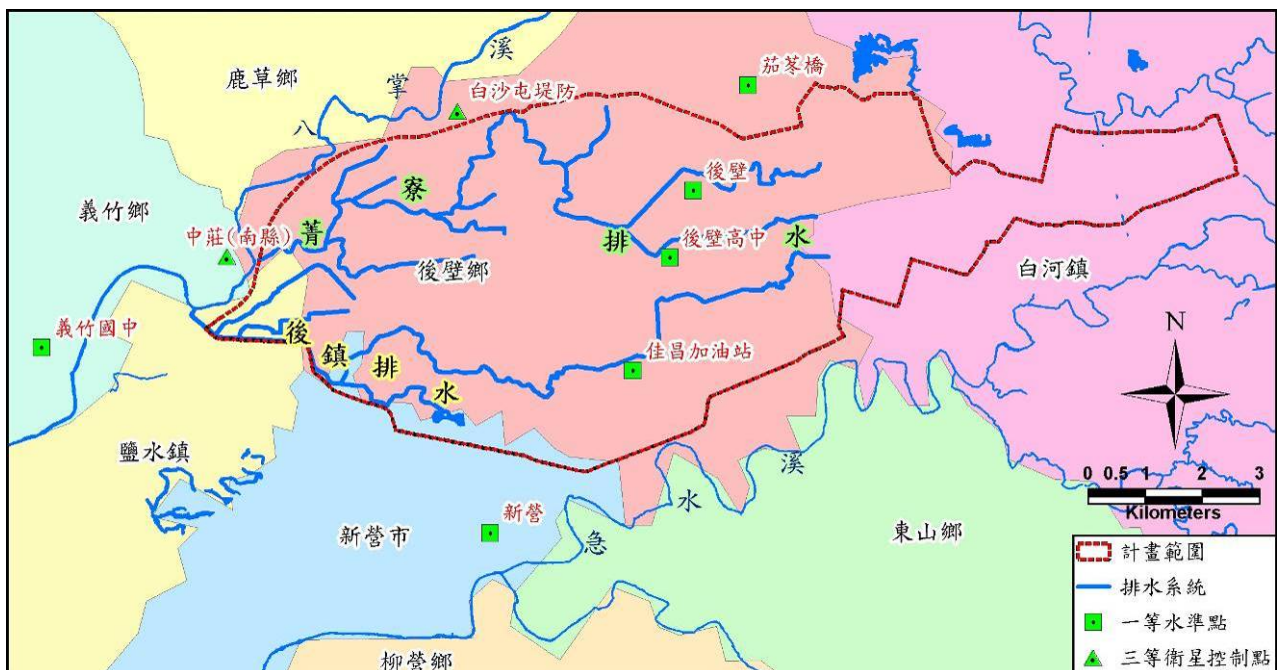 鹿草鄉
八掌溪
白沙屯堤防
茄苳橋
義竹鄉
中莊(南縣)
菁寮排水
後壁
後壁高中
後壁鄉
白河鎮
義竹國中
後鎮排水
佳昌加油站
鹽水鎮
新營市
新營
急水溪
東山鄉
柳營鄉
N
0 0.5 1 2 3
Kilometers
計畫範圍
排水系統
一等水準點
三等衛星控制點